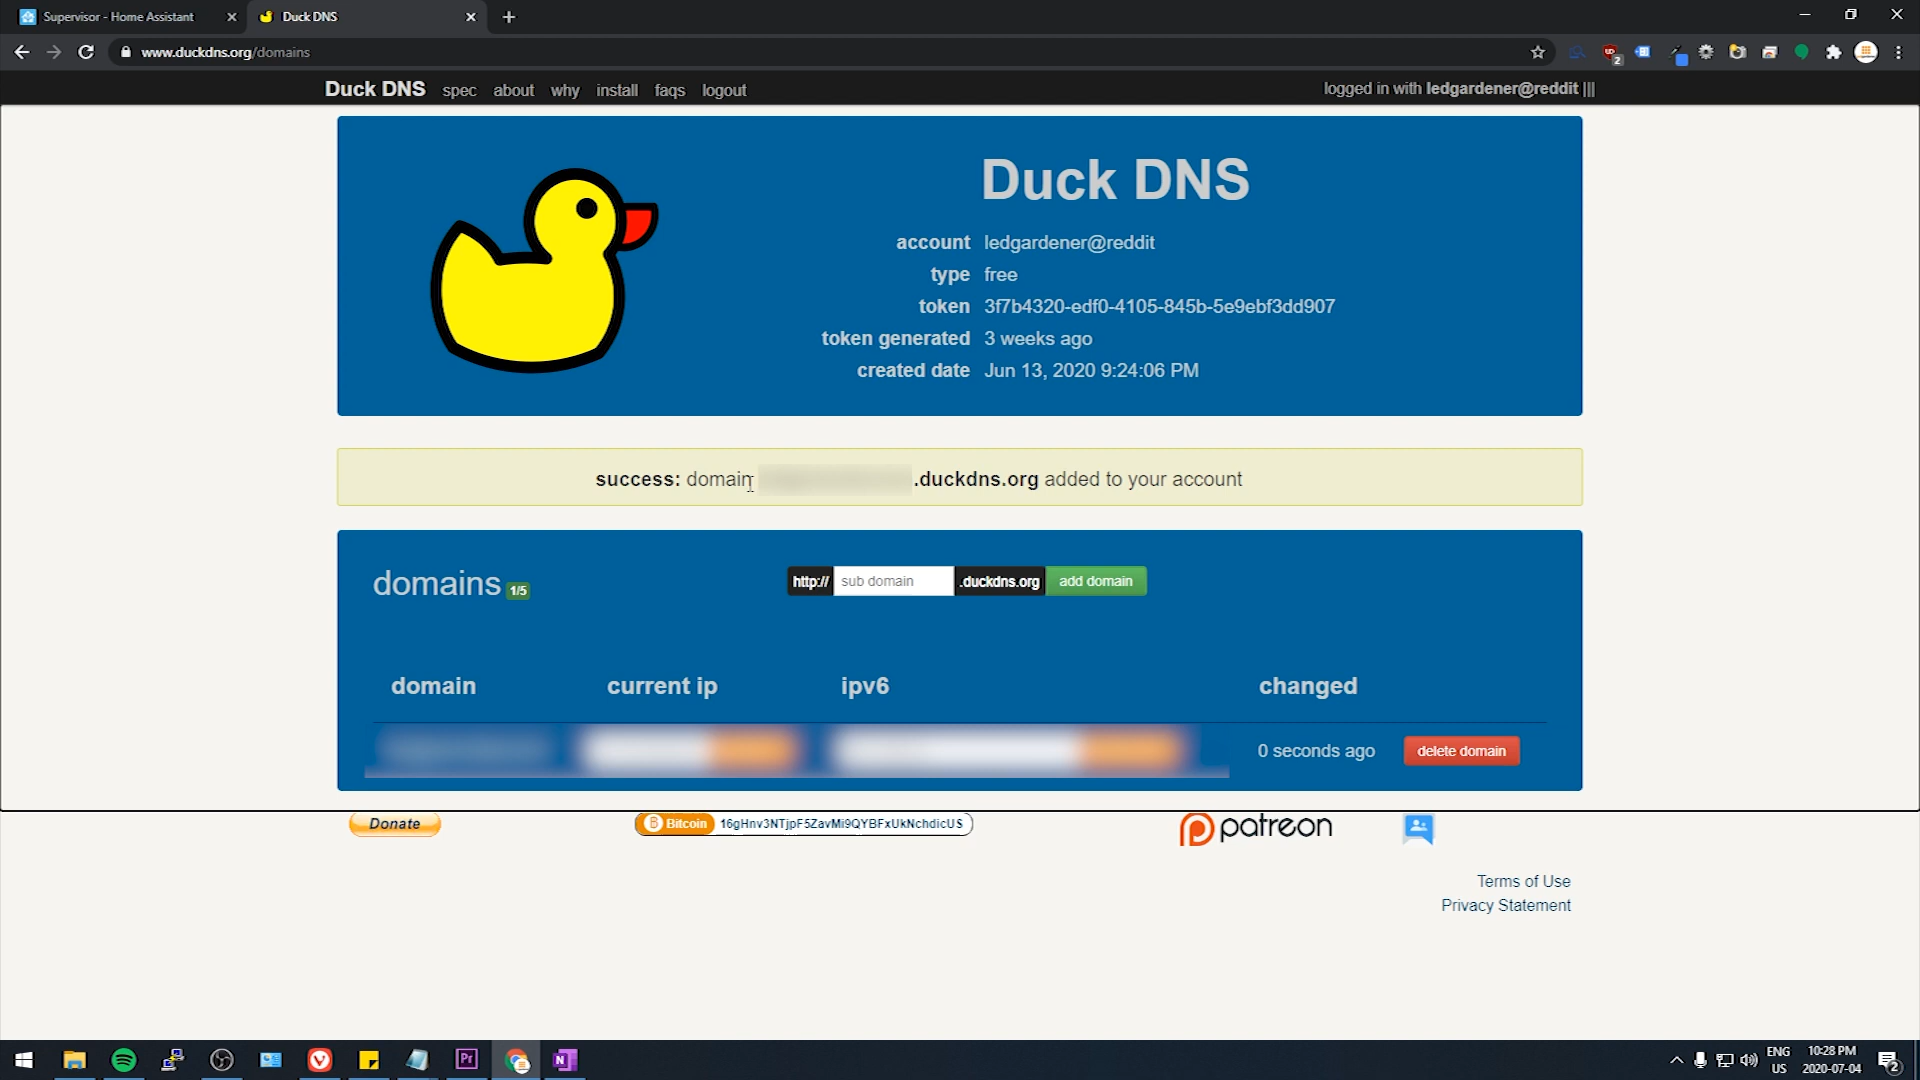 Supervisor - Home Assistant
Duck DNS
www.duckdns.org/domains
Duck DNS spec about why install faqs logout
logged in with ledgardener@reddit |||
Duck DNS
account ledgardener@reddit
type free
token 3f7b4320-edf0-4105-845b-5e9ebf3dd907
token generated 3 weeks ago
created date Jun 13, 2020 9:24:06 PM
success: domain .duckdns.org added to your account
domains 1/5
http:// sub domain .duckdns.org add domain
domain current ip ipv6 changed
0 seconds ago delete domain
Donate
Bitcoin 16gHnv3NTjpF5ZavMi9QYBFxUkNchdicUS
patreon
Terms of Use
Privacy Statement
ENG
US
10:28 PM
2020-07-04
2